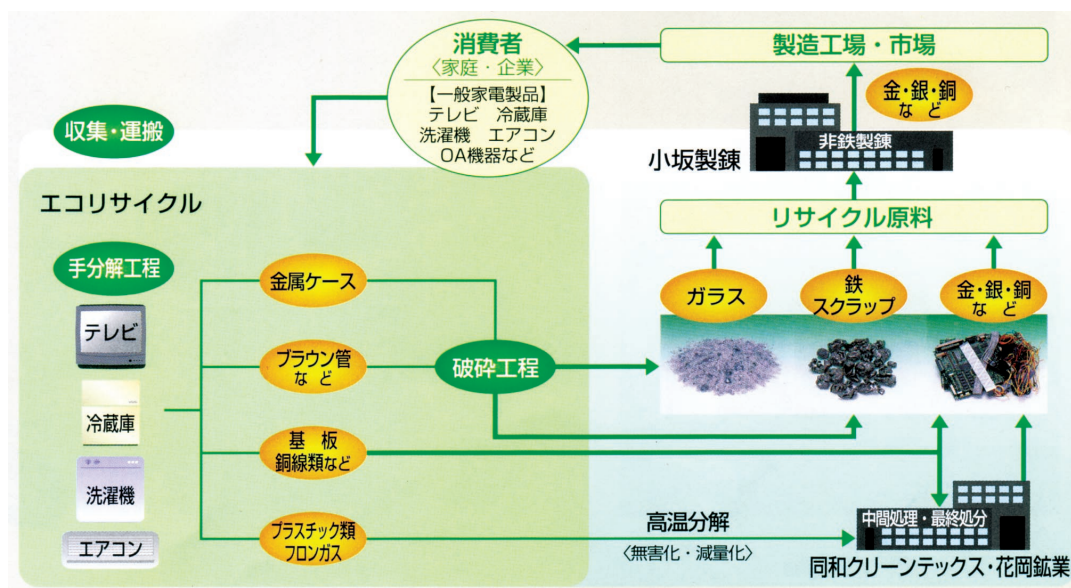 消費者
〈家庭・企業〉
【一般家電製品】
テレビ 冷蔵庫
洗濯機 エアコン
OA機器など
製造工場・市場
金・銀・銅
など
収集・運搬
非鉄製錬
小坂製錬
エコリサイクル
リサイクル原料
手分解工程
テレビ
冷蔵庫
洗濯機
エアコン
金属ケース
ブラウン管
など
基板
銅線類など
プラスチック類
フロンガス
破砕工程
ガラス
鉄
スクラップ
金・銀・銅
など
高温分解
〈無害化・減量化〉
中間処理・最終処分
同和クリーンテックス・花岡鉱業